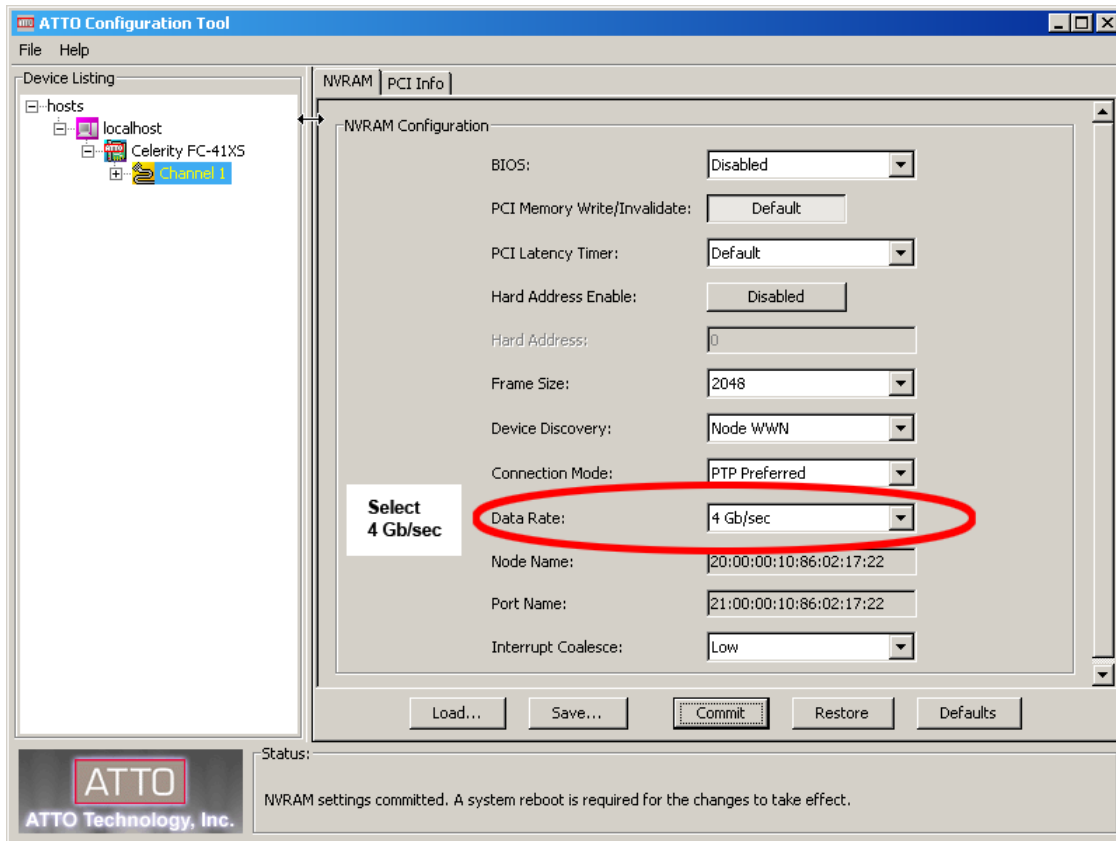 ATTO Configuration Tool
File Help
Device Listing
hosts
localhost
Celerity FC-41XS
Channel 1
NVRAM PCI Info
NVRAM Configuration
BIOS: Disabled
PCI Memory Write/Invalidate: Default
PCI Latency Timer: Default
Hard Address Enable: Disabled
Hard Address: 0
Frame Size: 2048
Device Discovery: Node WWN
Connection Mode: PTP Preferred
Select
4 Gb/sec
Data Rate: 4 Gb/sec
Node Name: 20:00:00:10:86:02:17:22
Port Name: 21:00:00:10:86:02:17:22
Interrupt Coalesce: Low
Load... Save... Commit Restore Defaults
ATTO
ATTO Technology, Inc.
Status:
NVRAM settings committed. A system reboot is required for the changes to take effect.